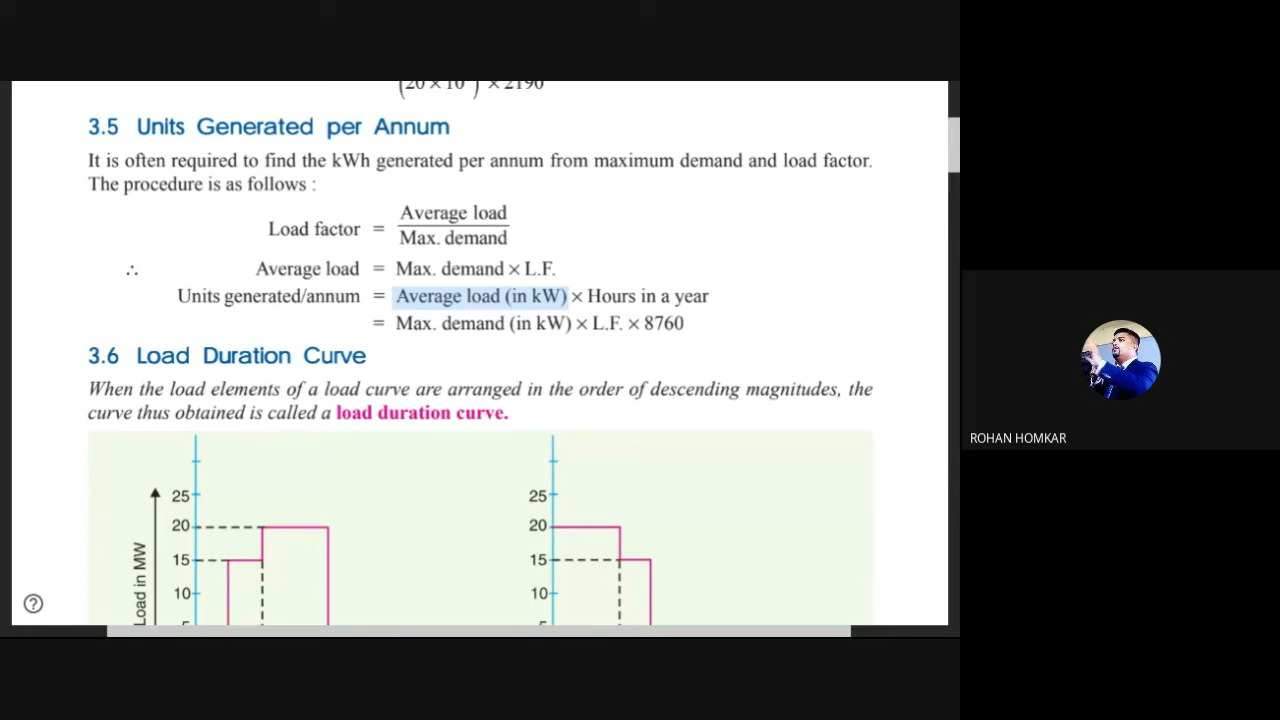 (20 × 10 ) × 2190
3.5 Units Generated per Annum
It is often required to find the kWh generated per annum from maximum demand and load factor.
The procedure is as follows :
Load factor = Average load
Max. demand
∴ Average load = Max. demand × L.F.
Units generated/annum = Average load (in kW) × Hours in a year
= Max. demand (in kW) × L.F. × 8760
3.6 Load Duration Curve
When the load elements of a load curve are arranged in the order of descending magnitudes, the
curve thus obtained is called a load duration curve.
25
20
15
10
Load in MW
25
20
15
10
?
ROHAN HOMKAR